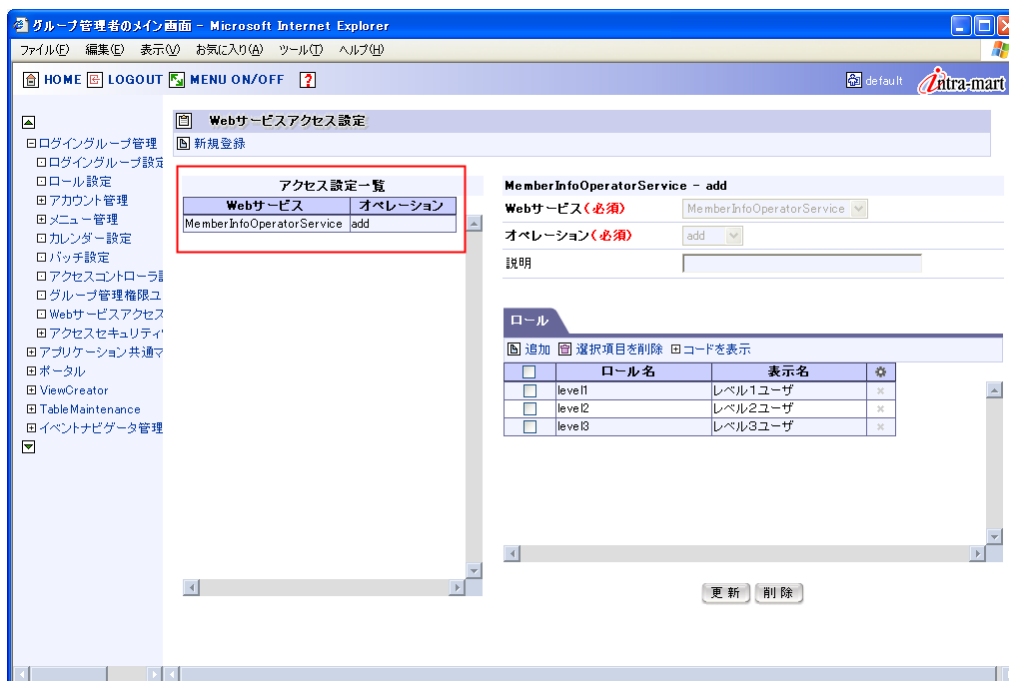 グループ管理者のメイン画面 - Microsoft Internet Explorer
ファイル(F) 編集(E) 表示(V) お気に入り(A) ツール(T) ヘルプ(H)
HOME LOGOUT MENU ON/OFF ? default intra-mart
ログイングループ管理
ログイングループ設定
ロール設定
アカウント管理
メニュー管理
カレンダー設定
バッチ設定
アクセスコントローラ
グループ管理権限ユ
Webサービスアクセス
アクセスセキュリティ
アプリケーション共通マ
ポータル
ViewCreator
TableMaintenance
イベントナビゲータ管理
Webサービスアクセス設定
新規登録
アクセス設定一覧
Webサービス オペレーション
MemberInfoOperatorService add
MemberInfoOperatorService - add
Webサービス(必須) MemberInfoOperatorService
オペレーション(必須) add
説明
ロール
追加 選択項目を削除 コードを表示
ロール名 表示名
level1 レベル1ユーザ
level2 レベル2ユーザ
level3 レベル3ユーザ
更新 削除